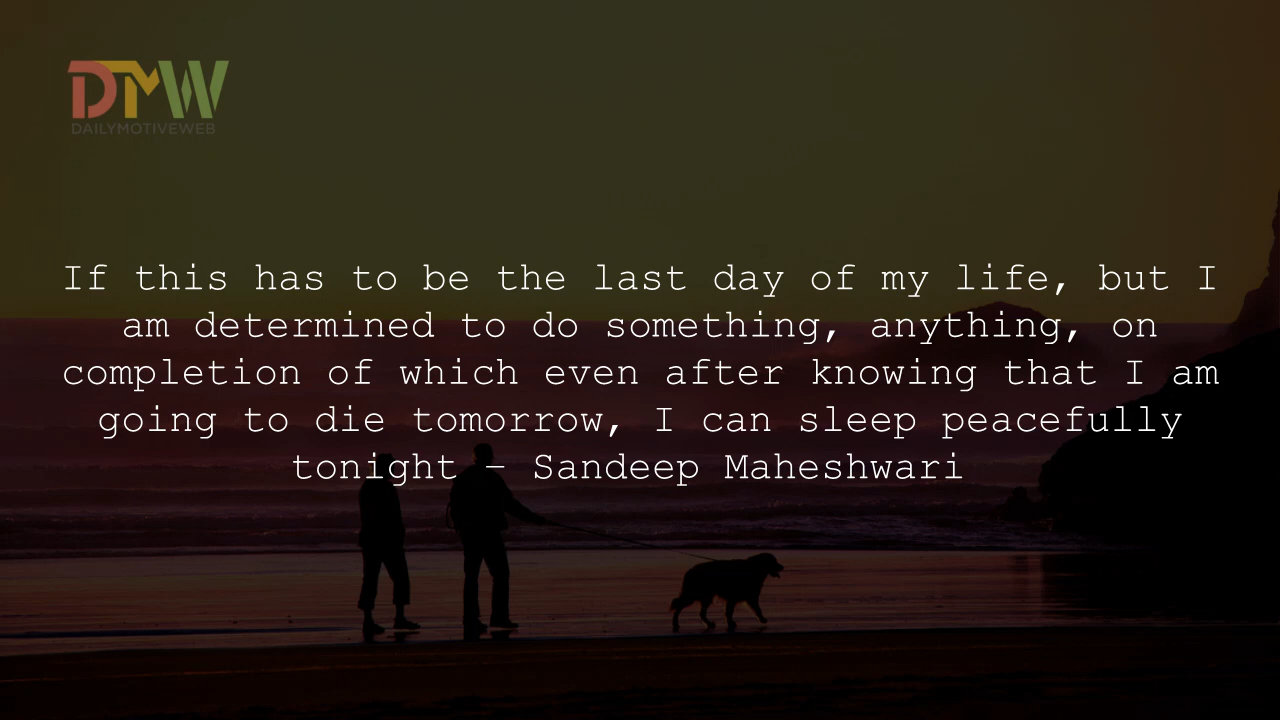 DMW
DAILYMOTIVEWEB
If this has to be the last day of my life, but I
am determined to do something, anything, on
completion of which even after knowing that I am
going to die tomorrow, I can sleep peacefully
tonight – Sandeep Maheshwari